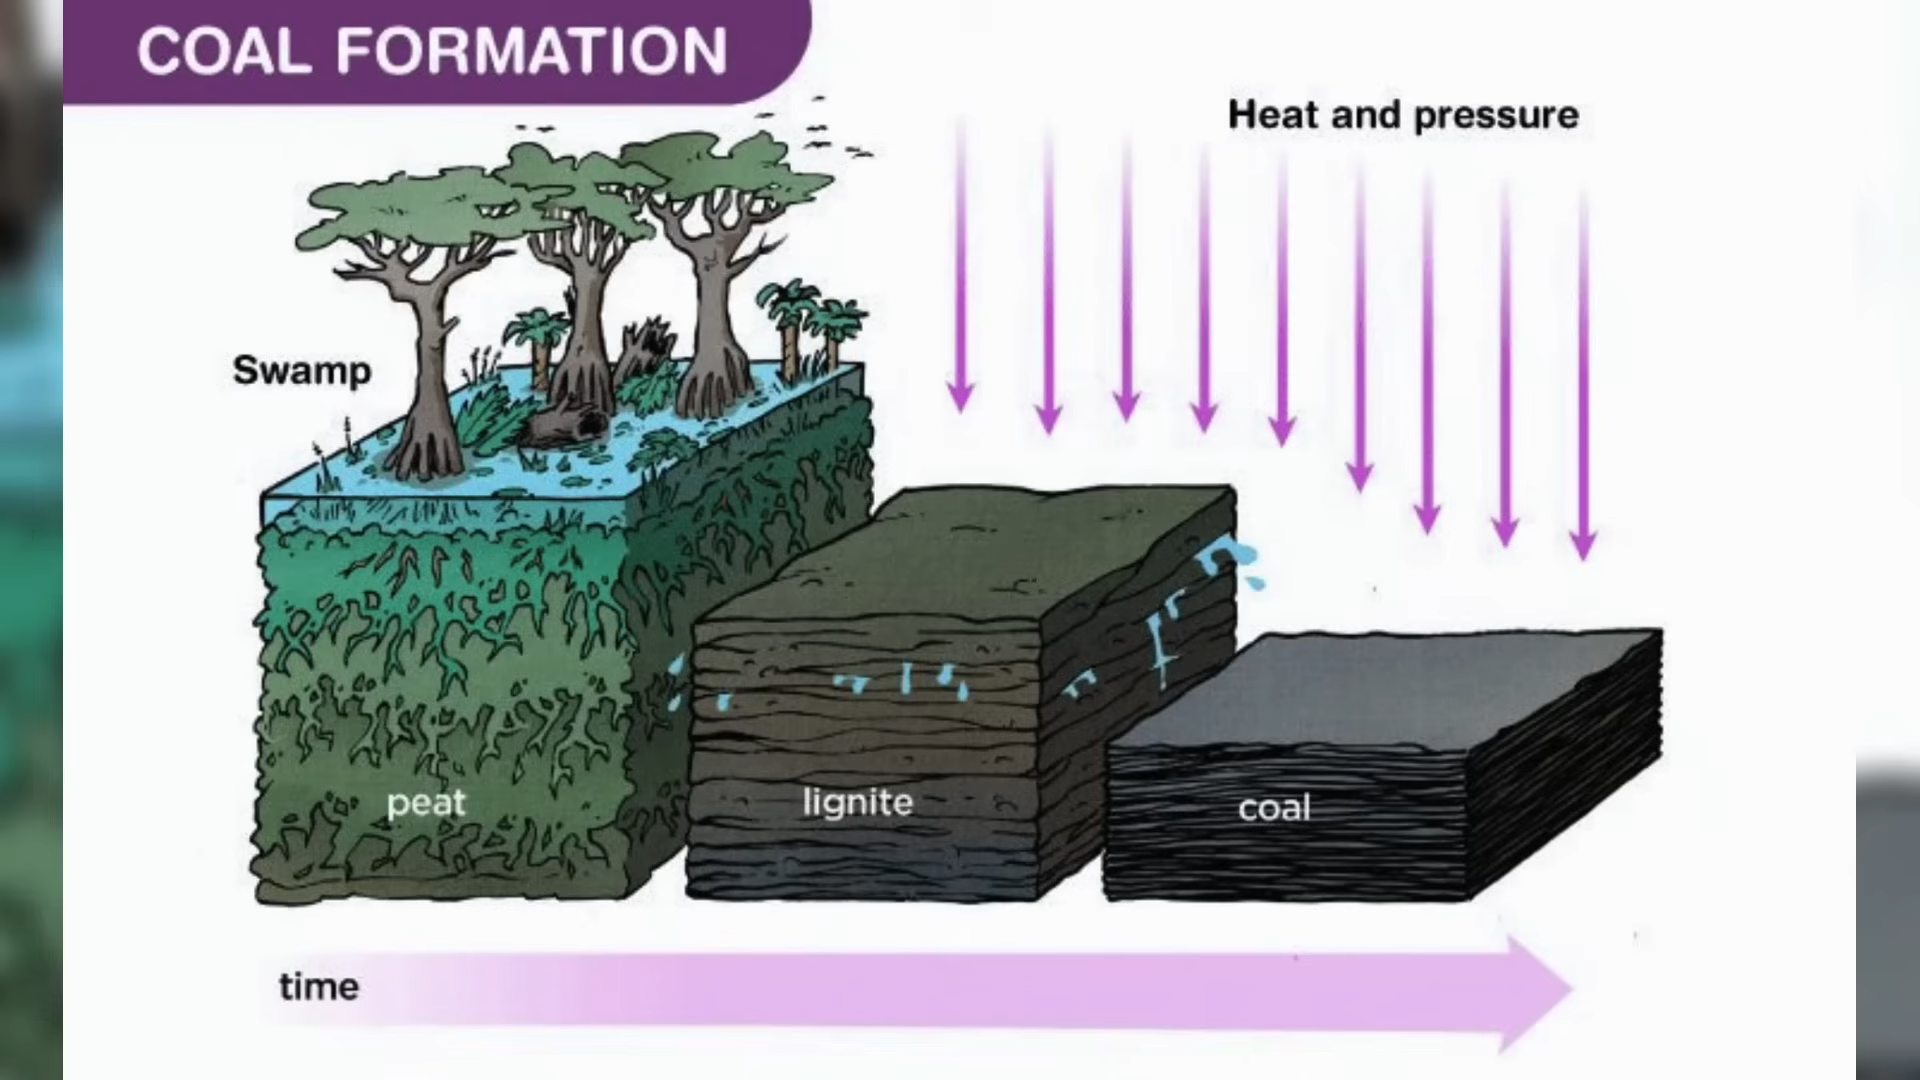 COAL FORMATION
Heat and pressure
Swamp
peat
lignite
coal
time